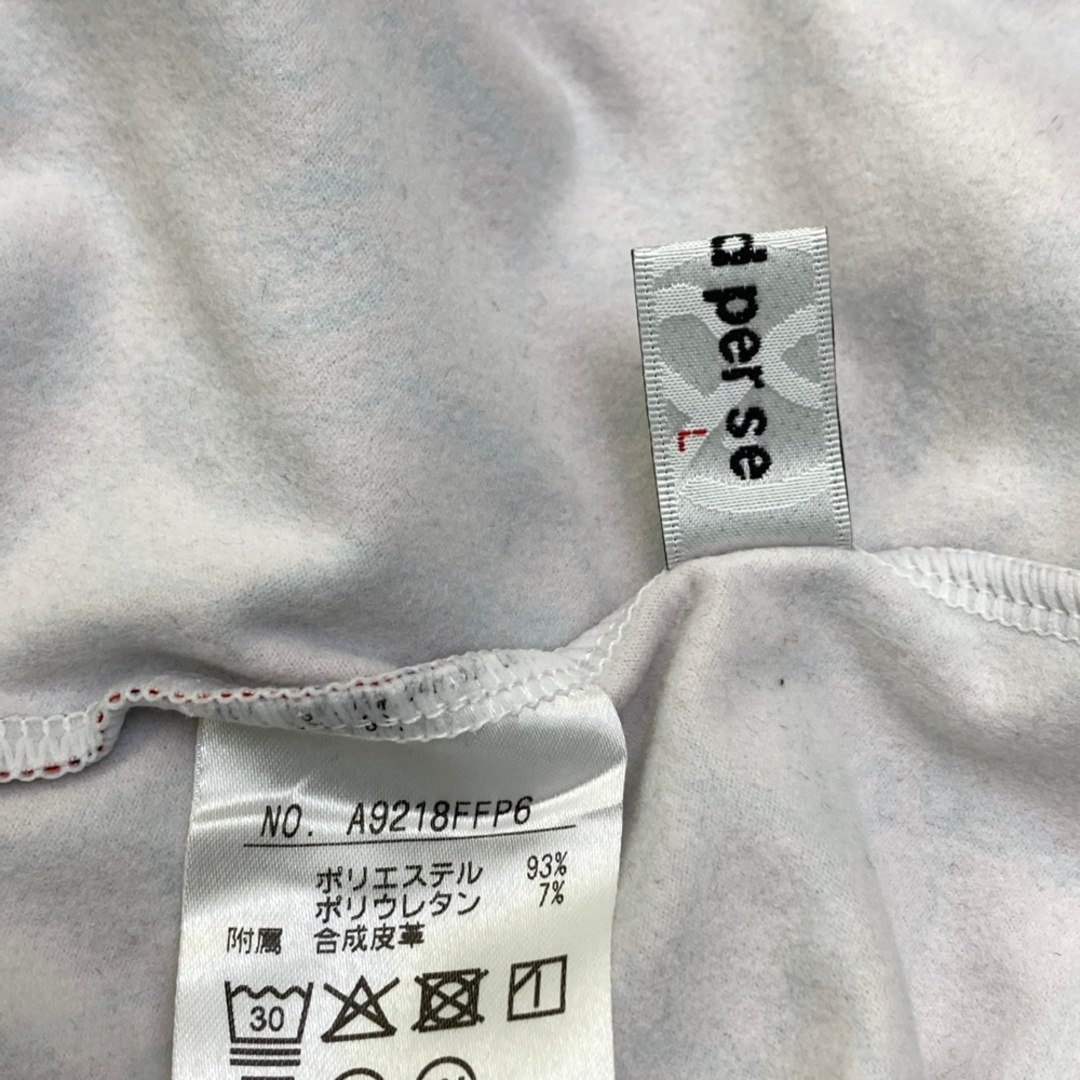 d per se
L
NO. A9218FFP6
ポリエステル 93%
ポリウレタン 7%
附属 合成皮革
30